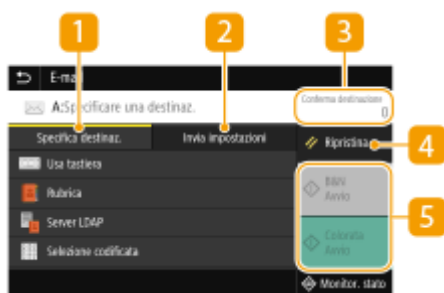 1
2
3
E-mail
A:Specificare una destinaz.
Conferma destinazione
0
Specifica destinaz.
Invia impostazioni
Ripristina
4
Usa tastiera
Rubrica
B&N
Avvio
Server LDAP
5
Colorata
Avvio
Selezione codificata
Monitor. stato